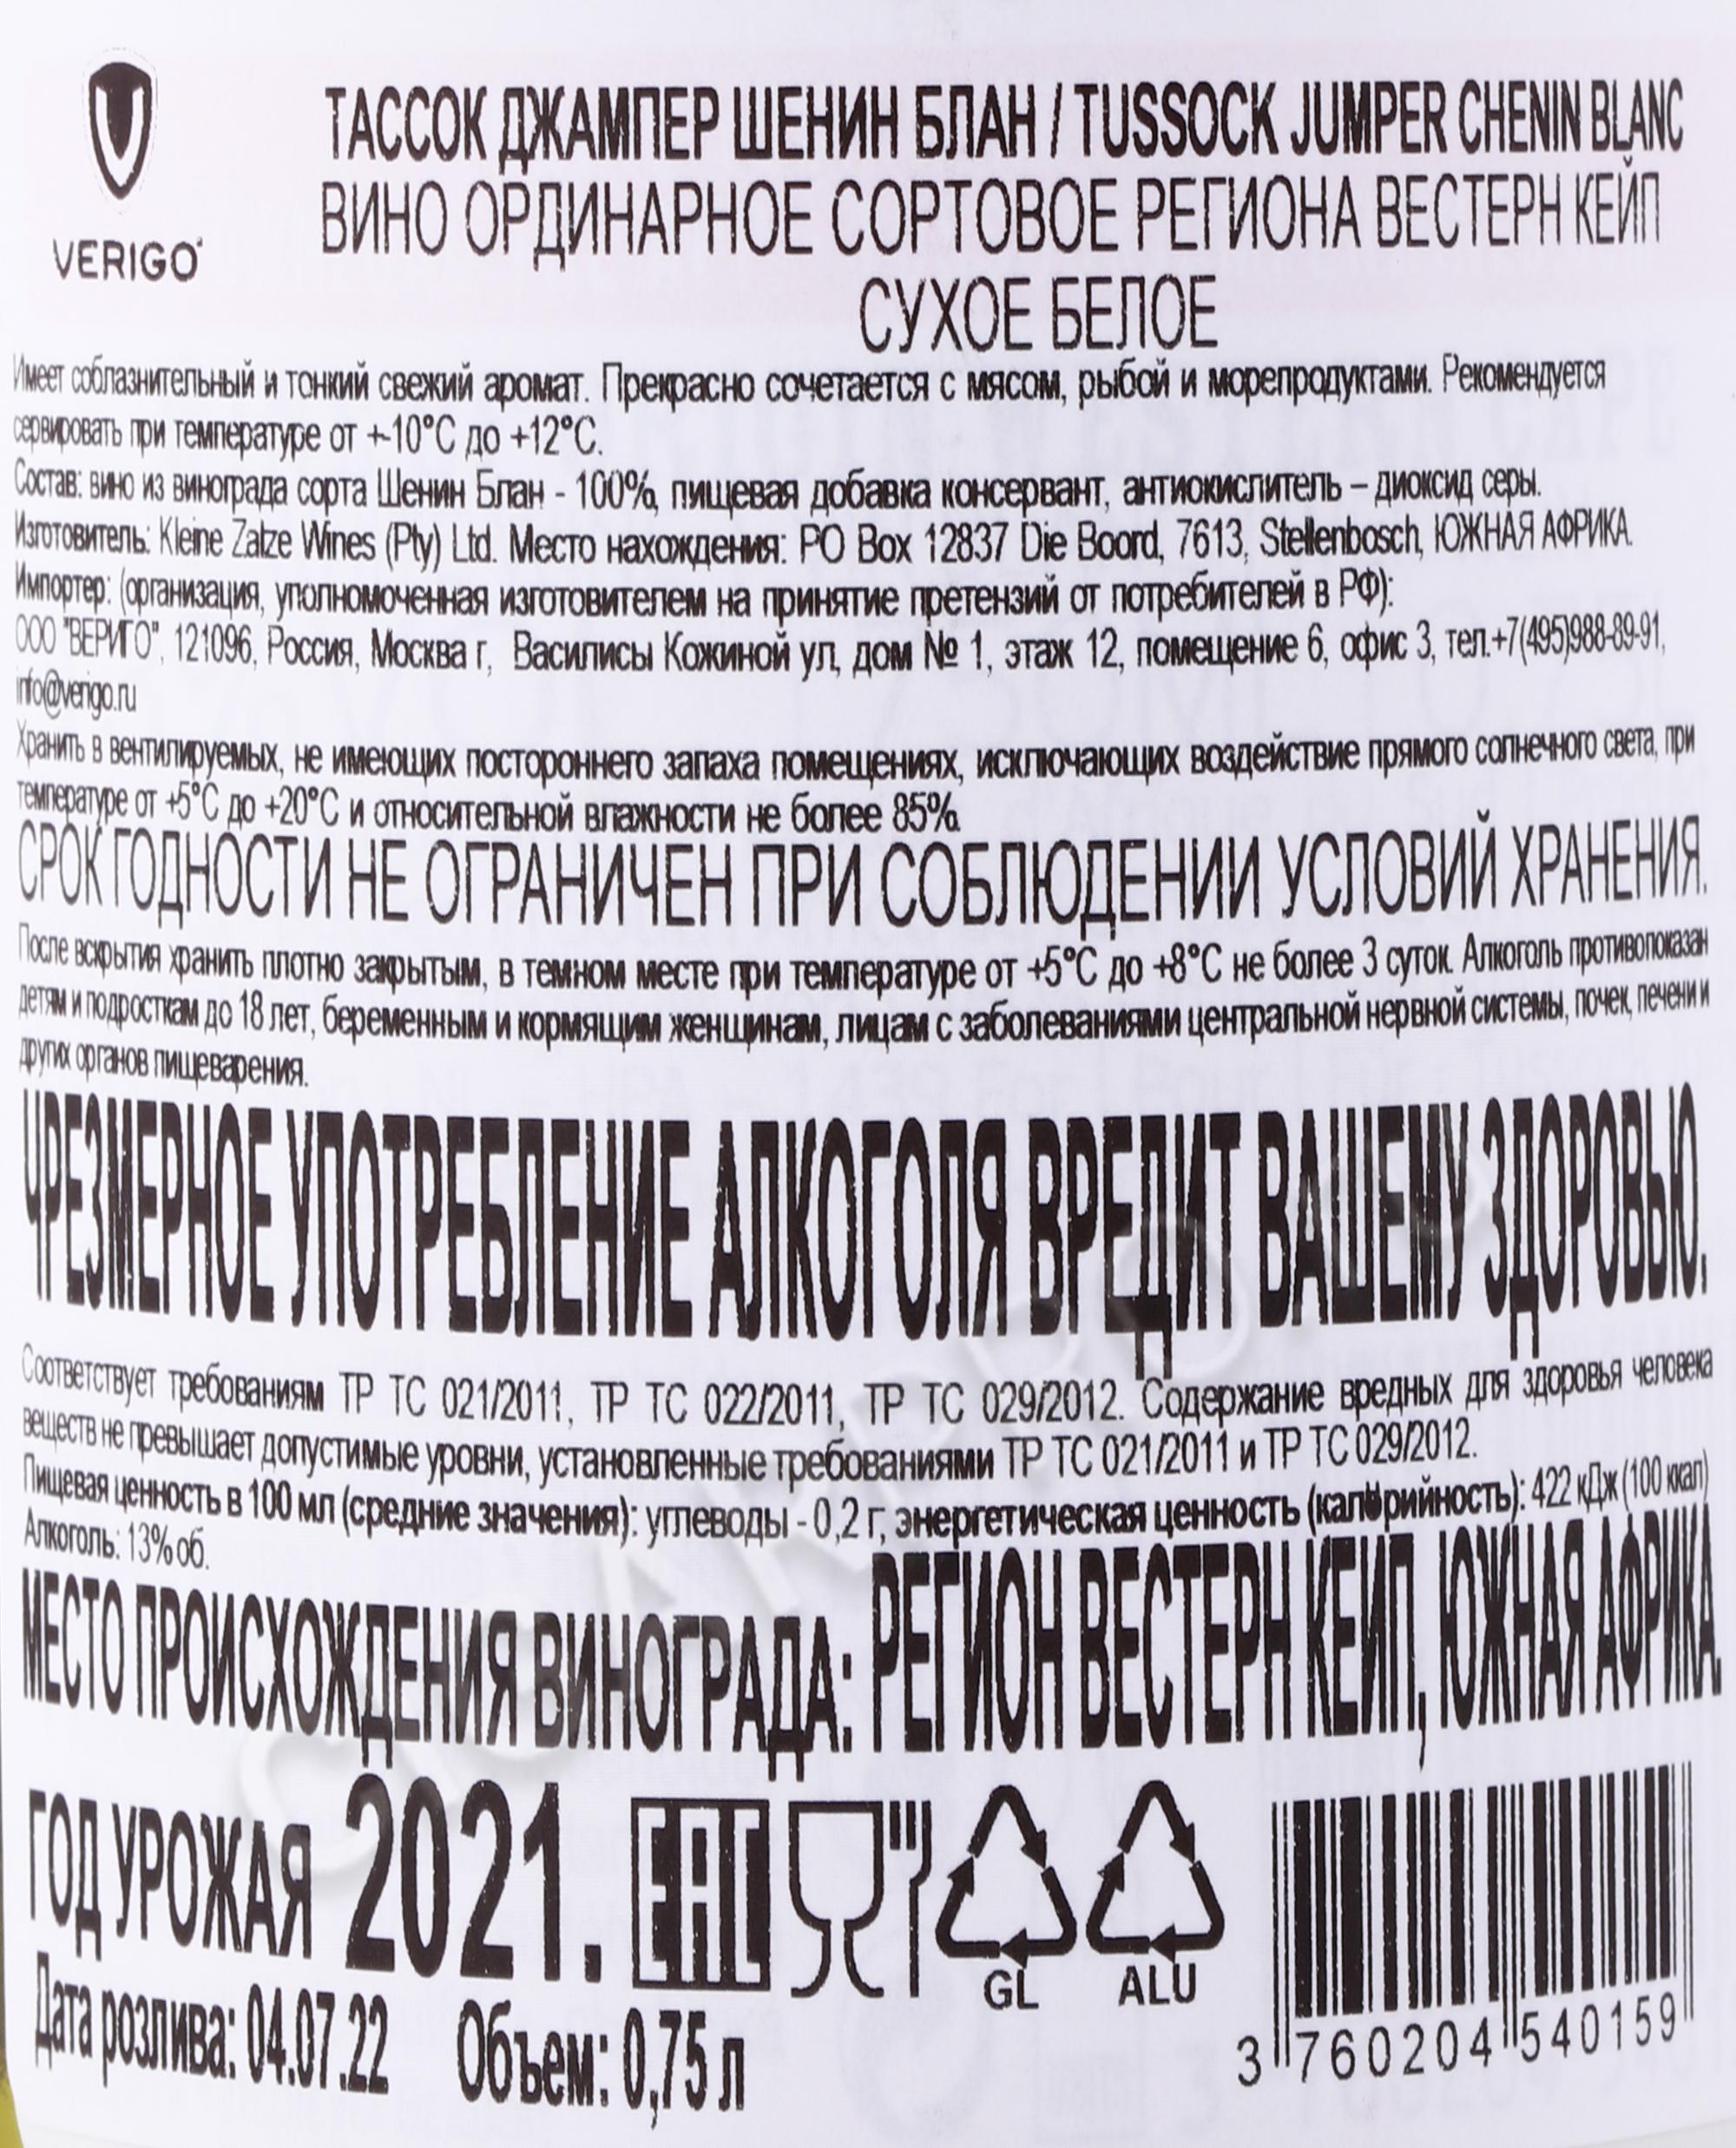 VERIGO
ТАССОК ДЖАМПЕР ШЕНИН БЛАН / TUSSOCK JUMPER CHENIN BLANC
ВИНО ОРДИНАРНОЕ СОРТОВОЕ РЕГИОНА ВЕСТЕРН КЕЙП
СУХОЕ БЕЛОЕ
Имеет соблазнительный и тонкий свежий аромат. Прекрасно сочетается с мясом, рыбой и морепродуктами. Рекомендуется
сервировать при температуре от +-10°C до +12°C.
Состав: вино из винограда сорта Шенин Блан - 100%, пищевая добавка консервант, антиокислитель – диоксид серы.
Изготовитель: Kleine Zalze Wines (Pty) Ltd. Место нахождения: PO Box 12837 Die Boord, 7613, Stellenbosch, ЮЖНАЯ АФРИКА.
Импортер: (организация, уполномоченная изготовителем на принятие претензий от потребителей в РФ):
ООО "ВЕРИГО", 121096, Россия, Москва г, Василисы Кожиной ул, дом № 1, этаж 12, помещение 6, офис 3, тел.+7(495)988-89-91,
info@verigo.ru
Хранить в вентилируемых, не имеющих постороннего запаха помещениях, исключающих воздействие прямого солнечного света, при
температуре от +5°C до +20°C и относительной влажности не более 85%.
СРОК ГОДНОСТИ НЕ ОГРАНИЧЕН ПРИ СОБЛЮДЕНИИ УСЛОВИЙ ХРАНЕНИЯ.
После вскрытия хранить плотно закрытым, в темном месте при температуре от +5°C до +8°C не более 3 суток. Алкоголь противопоказан
детям и подросткам до 18 лет, беременным и кормящим женщинам, лицам с заболеваниями центральной нервной системы, почек, печени и
других органов пищеварения.
ЧРЕЗМЕРНОЕ УПОТРЕБЛЕНИЕ АЛКОГОЛЯ ВРЕДИТ ВАШЕМУ ЗДОРОВЬЮ.
Соответствует требованиям ТР ТС 021/2011, ТР ТС 022/2011, ТР ТС 029/2012. Содержание вредных для здоровья человека
веществ не превышает допустимые уровни, установленные требованиями ТР ТС 021/2011 и ТР ТС 029/2012.
Пищевая ценность в 100 мл (средние значения): углеводы - 0,2 г, энергетическая ценность (калорийность): 422 кДж (100 ккал)
Алкоголь: 13% об.
МЕСТО ПРОИСХОЖДЕНИЯ ВИНОГРАДА: РЕГИОН ВЕСТЕРН КЕЙП, ЮЖНАЯ АФРИКА.
ГОД УРОЖАЯ 2021.
EAC
GL ALU
Дата розлива: 04.07.22 Объем: 0,75 л
3 760204 540159